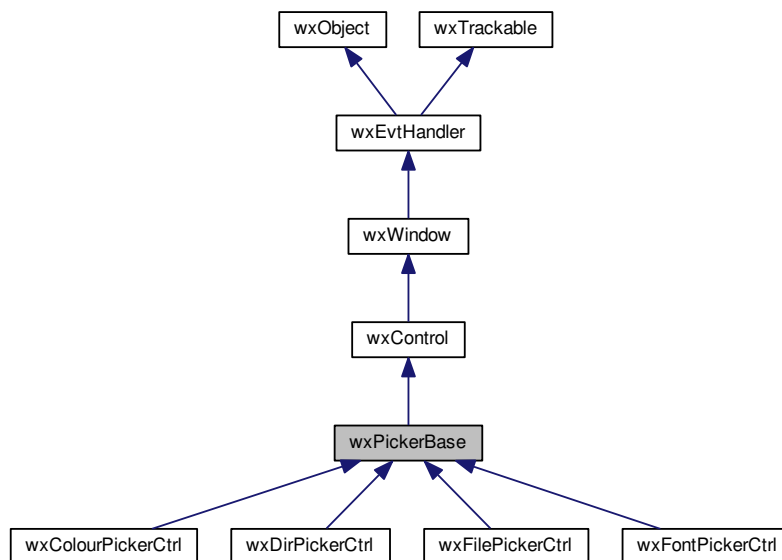 wxObject
wxTrackable
wxEvtHandler
wxWindow
wxControl
wxPickerBase
wxColourPickerCtrl
wxDirPickerCtrl
wxFilePickerCtrl
wxFontPickerCtrl